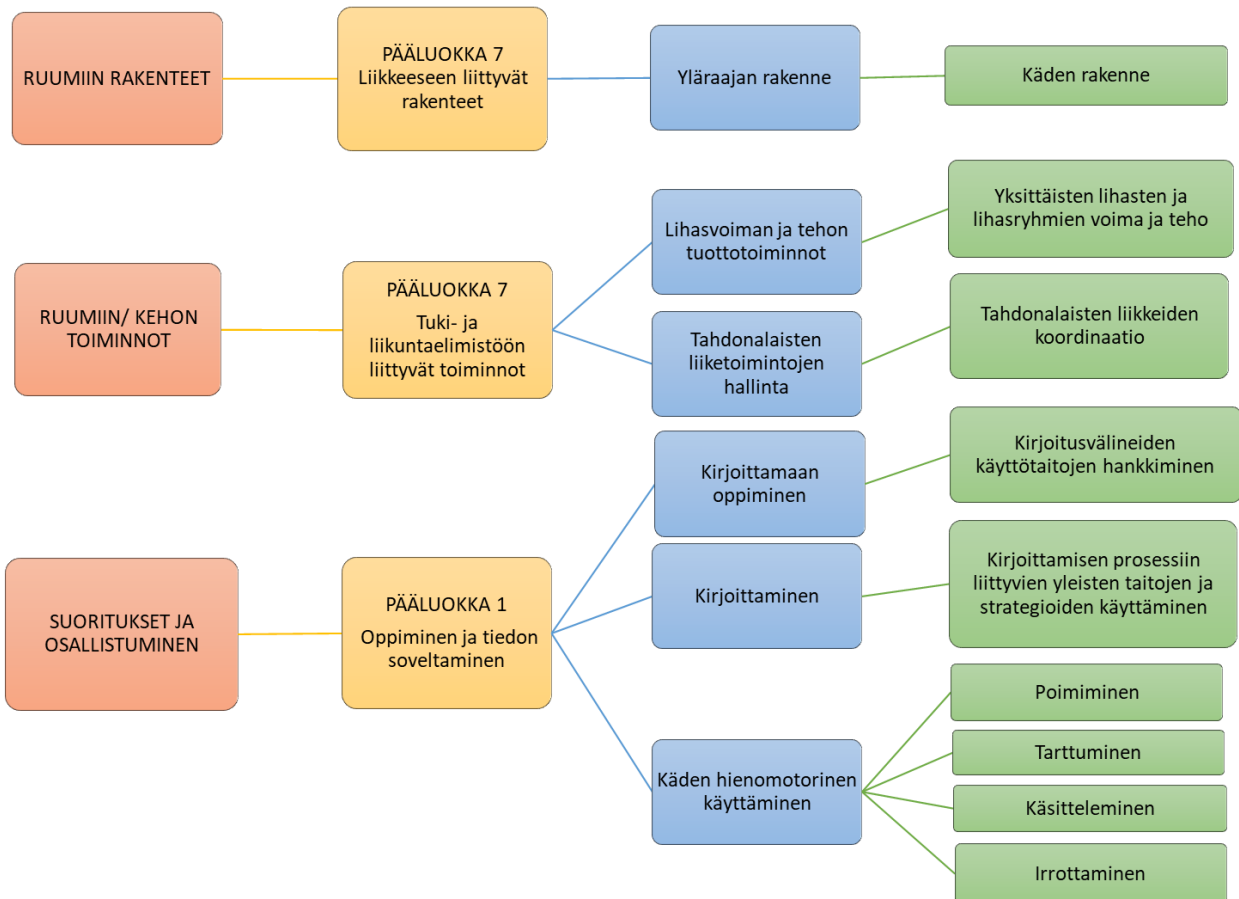 RUUMIIN RAKENTEET
PÄÄLUOKKA 7
Liikkeeseen liittyvät
rakenteet
Yläraajan rakenne
Käden rakenne
RUUMIIN/ KEHON
TOIMINNOT
PÄÄLUOKKA 7
Tuki- ja
liikuntaelimistöön
liittyvät toiminnot
Lihasvoiman ja tehon
tuottotoiminnot
Yksittäisten lihasten ja
lihasryhmien voima ja teho
Tahdonalaisten
liiketoimintojen
hallinta
Tahdonalaisten liikkeiden
koordinaatio
SUORITUKSET JA
OSALLISTUMINEN
PÄÄLUOKKA 1
Oppiminen ja tiedon
soveltaminen
Kirjoittamaan
oppiminen
Kirjoitusvälineiden
käyttötaitojen hankkiminen
Kirjoittaminen
Kirjoittamisen prosessiin
liittyvien yleisten taitojen ja
strategioiden käyttäminen
Käden hienomotorinen
käyttäminen
Poimiminen
Tarttuminen
Käsitteleminen
Irrottaminen